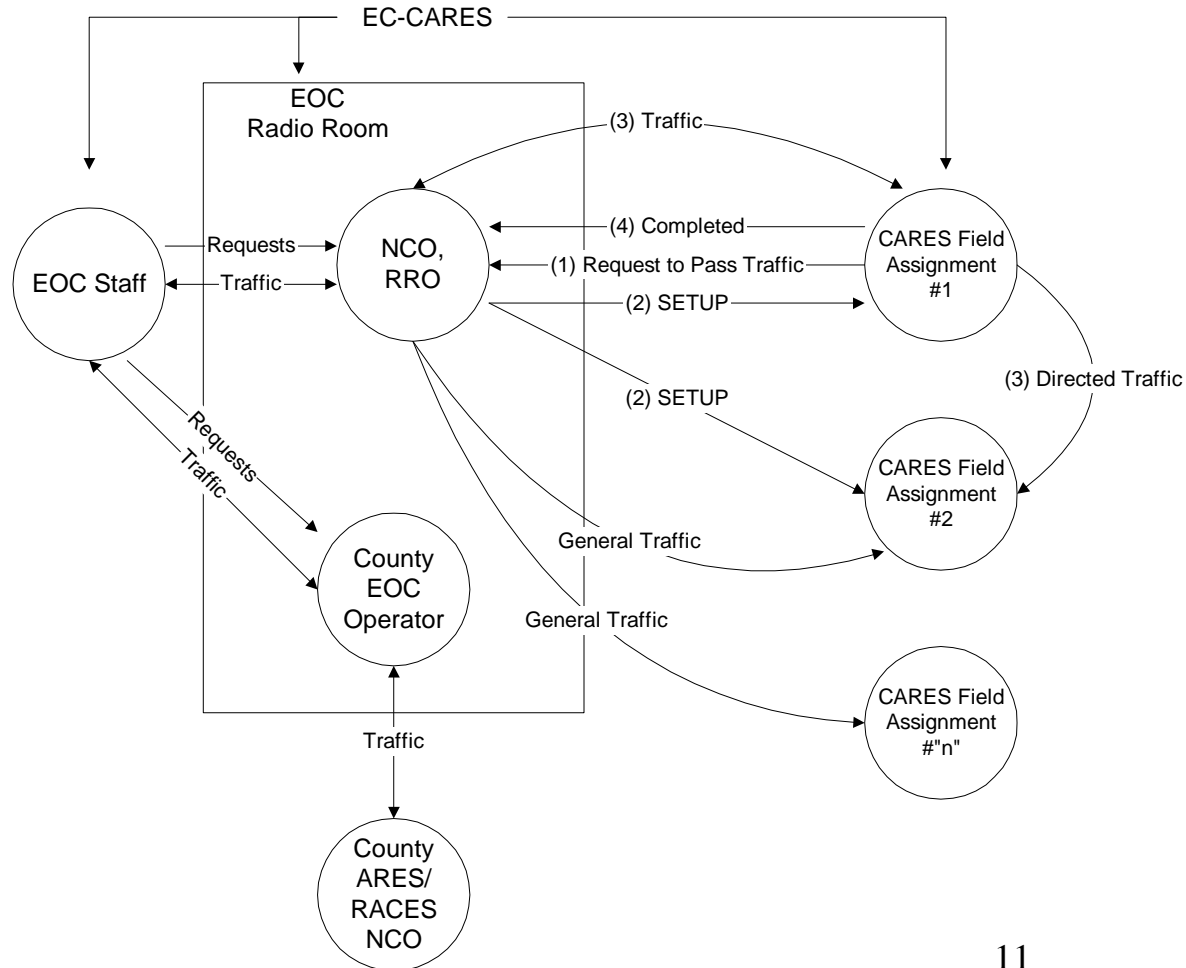 EC-CARES
EOC
Radio Room
(3) Traffic
(4) Completed
Requests
NCO,
RRO
CARES Field
Assignment
#1
(1) Request to Pass Traffic
EOC Staff
Traffic
(2) SETUP
(3) Directed Traffic
(2) SETUP
Requests
Traffic
CARES Field
Assignment
#2
General Traffic
County
EOC
Operator
General Traffic
CARES Field
Assignment
#"n"
Traffic
County
ARES/
RACES
NCO
11